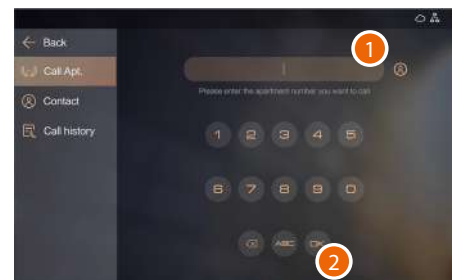 1
Back
Call Apt.
Please enter the apartment number you want to call
Contact
Call history
1 2 3 4 5
6 7 8 9 0
ABC OK
2